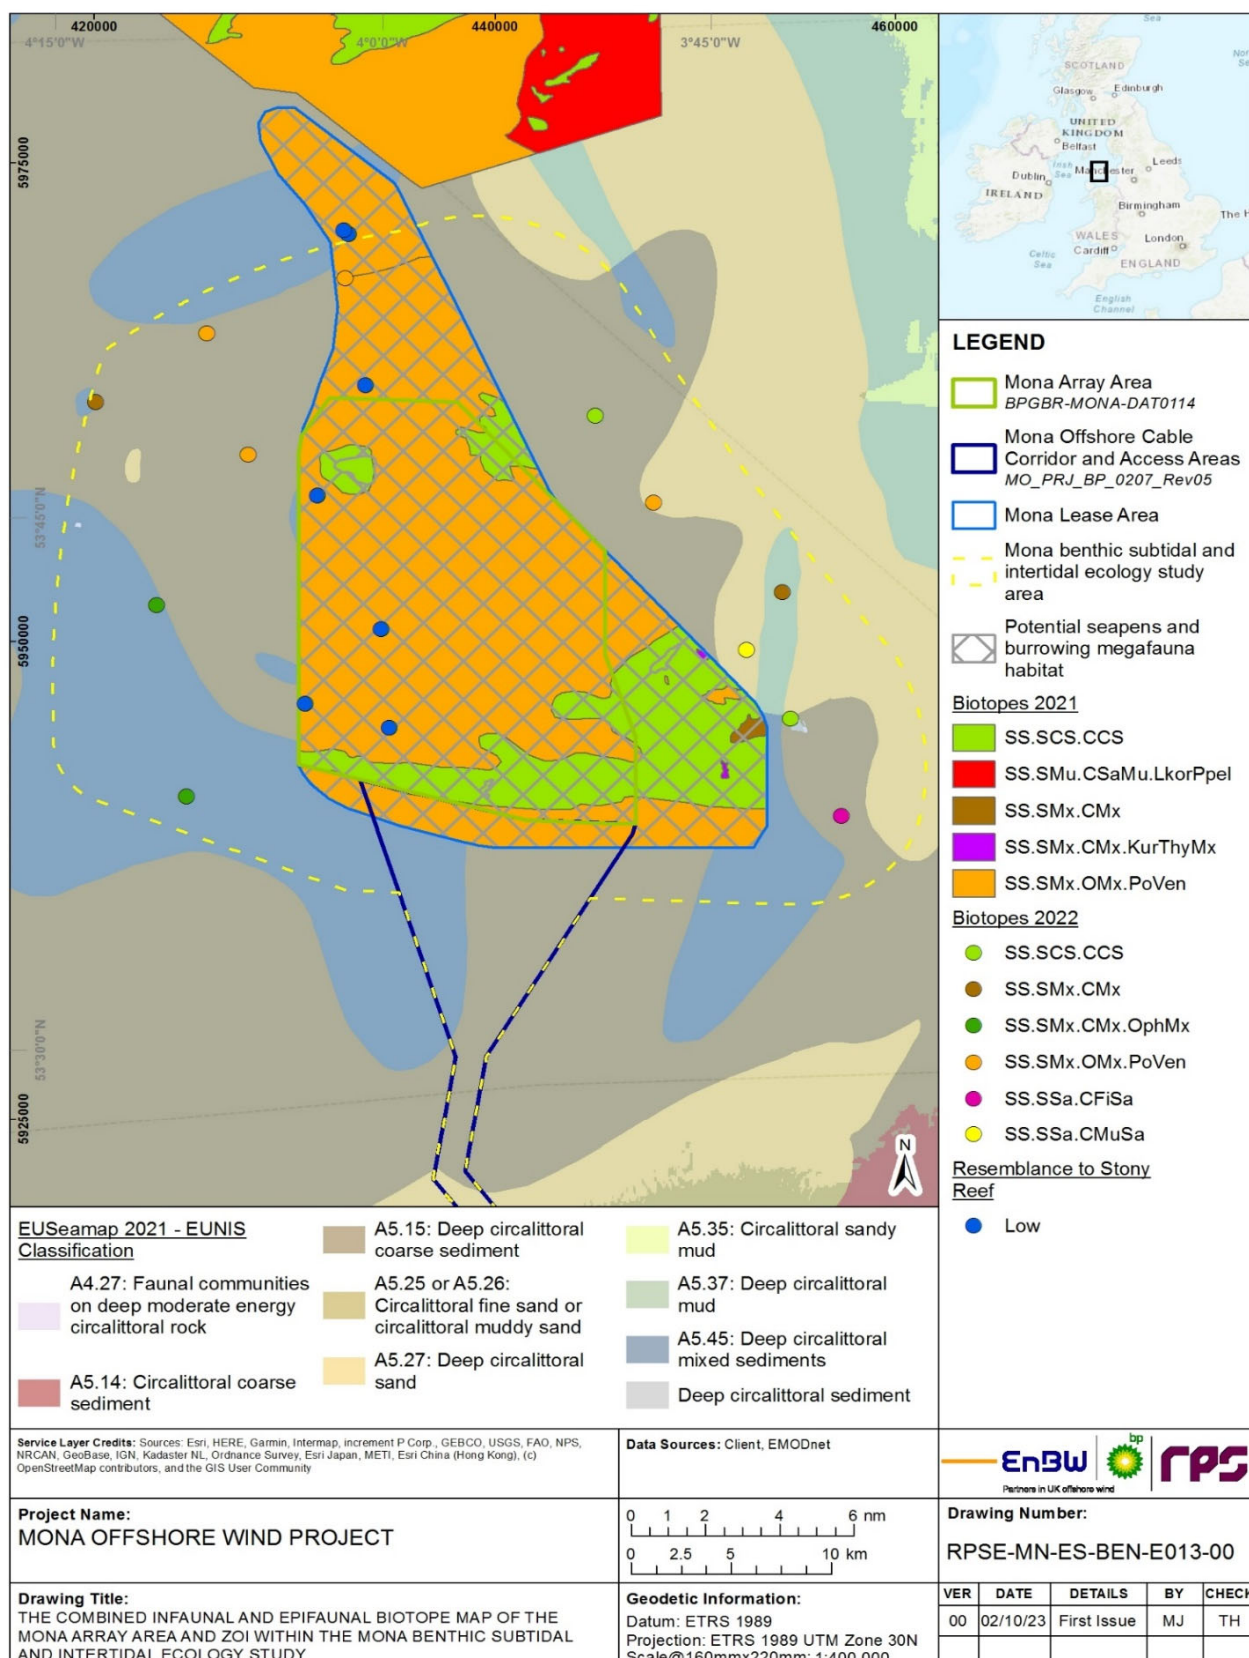 420000
440000
460000
4°15'0"W
4°0'0"W
3°45'0"W
5975000
53°45'0"N
5950000
53°30'0"N
5925000
N
SCOTLAND
Glasgow
Edinburgh
UNITED
KINGDOM
Belfast
Irish
Sea
Manchester
Leeds
Dublin
IRELAND
Birmingham
WALES
London
Cardiff
Celtic
Sea
ENGLAND
English
Channel
LEGEND
Mona Array Area
BPGBR-MONA-DAT0114
Mona Offshore Cable
Corridor and Access Areas
MO_PRJ_BP_0207_Rev05
Mona Lease Area
Mona benthic subtidal and
intertidal ecology study
area
Potential seapens and
burrowing megafauna
habitat
Biotopes 2021
SS.SCS.CCS
SS.SMu.CSaMu.LkorPpel
SS.SMx.CMx
SS.SMx.CMx.KurThyMx
SS.SMx.OMx.PoVen
Biotopes 2022
SS.SCS.CCS
SS.SMx.CMx
SS.SMx.CMx.OphMx
SS.SMx.OMx.PoVen
SS.SSa.CFiSa
SS.SSa.CMuSa
Resemblance to Stony
Reef
Low
EUSeamap 2021 - EUNIS
Classification
A4.27: Faunal communities
on deep moderate energy
circalittoral rock
A5.14: Circalittoral coarse
sediment
A5.15: Deep circalittoral
coarse sediment
A5.25 or A5.26:
Circalittoral fine sand or
circalittoral muddy sand
A5.27: Deep circalittoral
sand
A5.35: Circalittoral sandy
mud
A5.37: Deep circalittoral
mud
A5.45: Deep circalittoral
mixed sediments
Deep circalittoral sediment
Service Layer Credits: Sources: Esri, HERE, Garmin, Intermap, increment P Corp., GEBCO, USGS, FAO, NPS,
NRCAN, GeoBase, IGN, Kadaster NL, Ordnance Survey, Esri Japan, METI, Esri China (Hong Kong), (c)
OpenStreetMap contributors, and the GIS User Community
Data Sources: Client, EMODnet
EnBW
bp
rps
Partners in UK offshore wind
Project Name:
MONA OFFSHORE WIND PROJECT
0 1 2 4 6 nm
0 2.5 5 10 km
Drawing Number:
RPSE-MN-ES-BEN-E013-00
Drawing Title:
THE COMBINED INFAUNAL AND EPIFAUNAL BIOTOPE MAP OF THE
MONA ARRAY AREA AND ZOI WITHIN THE MONA BENTHIC SUBTIDAL
AND INTERTIDAL ECOLOGY STUDY
Geodetic Information:
Datum: ETRS 1989
Projection: ETRS 1989 UTM Zone 30N
Scale@160mmx220mm: 1:400,000
VER DATE DETAILS BY CHECK
00 02/10/23 First Issue MJ TH